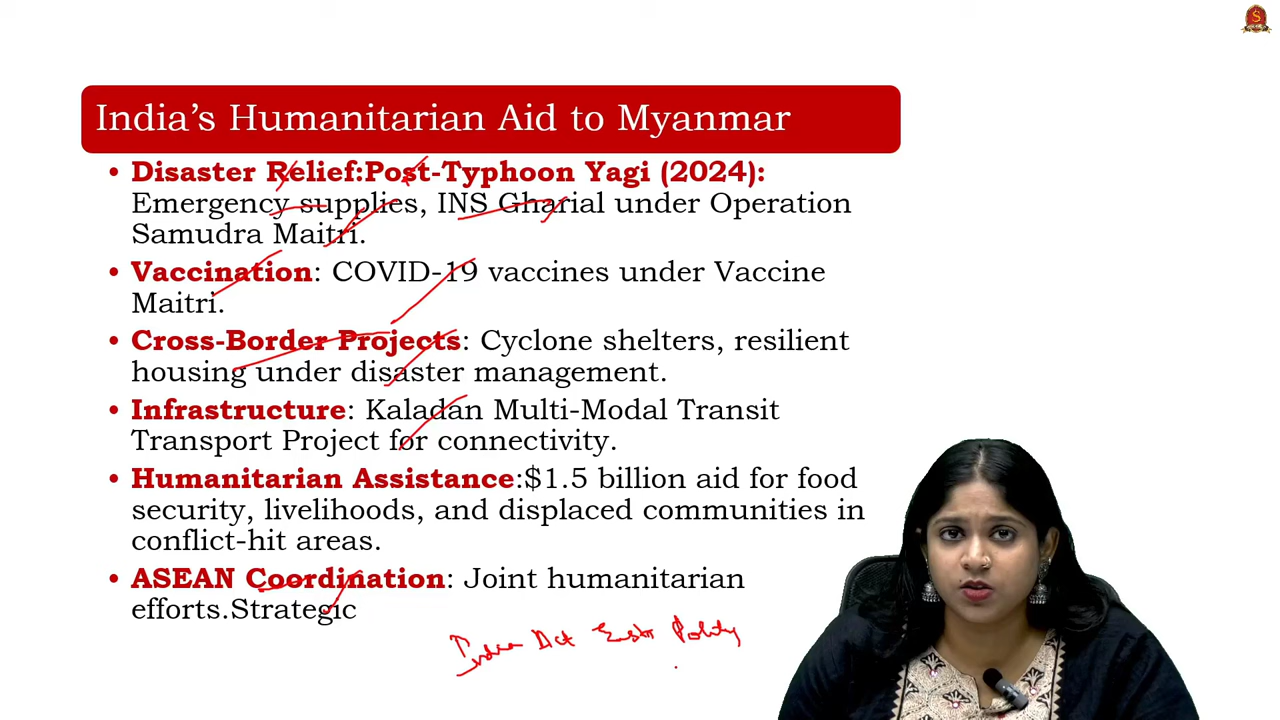 India's Humanitarian Aid to Myanmar
• Disaster Relief:Post-Typhoon Yagi (2024):
Emergency supplies, INS Gharial under Operation
Samudra Maitri.
• Vaccination: COVID-19 vaccines under Vaccine
Maitri.
• Cross-Border Projects: Cyclone shelters, resilient
housing under disaster management.
• Infrastructure: Kaladan Multi-Modal Transit
Transport Project for connectivity.
• Humanitarian Assistance:$1.5 billion aid for food
security, livelihoods, and displaced communities in
conflict-hit areas.
• ASEAN Coordination: Joint humanitarian
efforts.Strategic
India Act East Policy